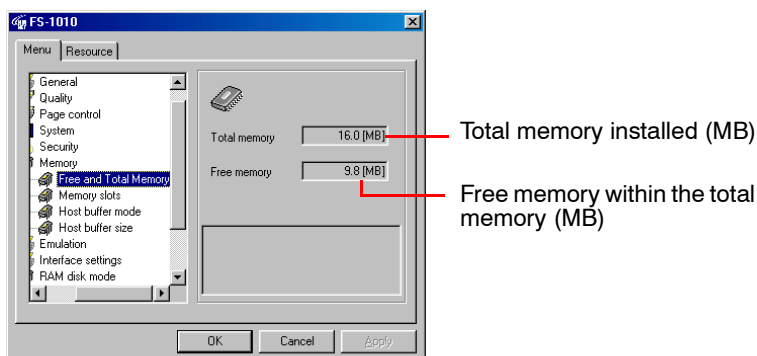 FS-1010
Menu
Resource
General
Quality
Page control
System
Security
Memory
Free and Total Memory
Memory slots
Host buffer mode
Host buffer size
Emulation
Interface settings
RAM disk mode
Total memory
16.0 [MB]
Free memory
9.8 [MB]
OK
Cancel
Apply
Total memory installed (MB)
Free memory within the total
memory (MB)